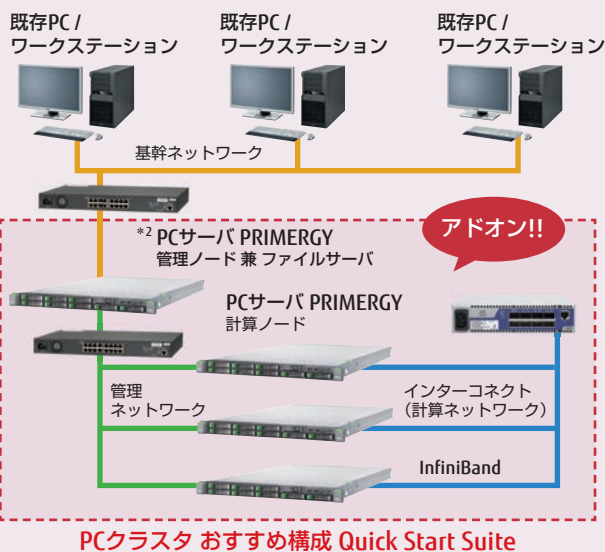 既存PC /
ワークステーション
既存PC /
ワークステーション
既存PC /
ワークステーション
基幹ネットワーク
*2 PCサーバ PRIMERGY
管理ノード 兼 ファイルサーバ
アドオン!!
PCサーバ PRIMERGY
計算ノード
管理
ネットワーク
インターコネクト
（計算ネットワーク）
InfiniBand
PCクラスタ おすすめ構成 Quick Start Suite